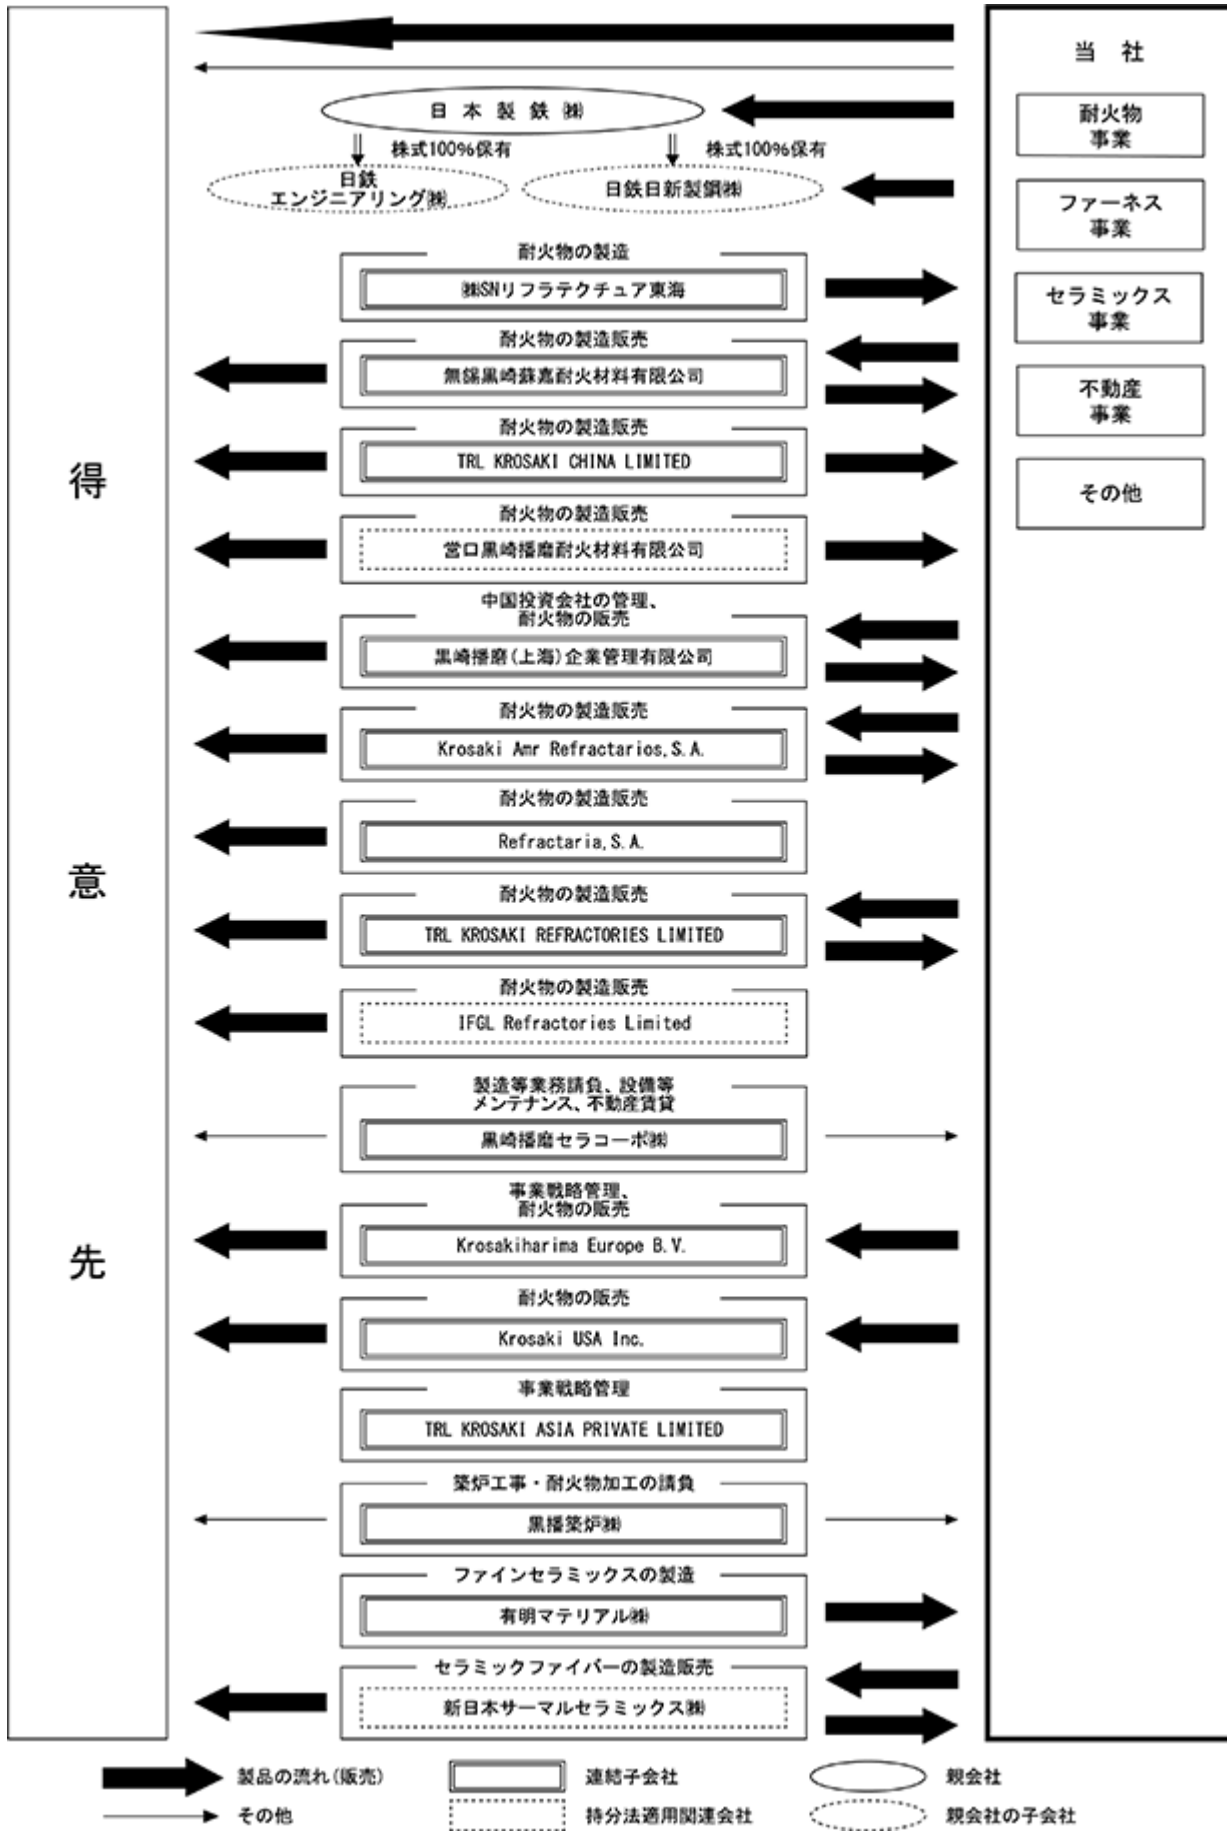 当 社
耐火物
事業
ファーネス
事業
セラミックス
事業
不動産
事業
その他
得
意
先
日 本 製 鉄 ㈱
株式100%保有
株式100%保有
日鉄
エンジニアリング㈱
日鉄日新製鋼㈱
耐火物の製造
㈱SNリフラテクチュア東海
耐火物の製造販売
無錫黒崎蘇嘉耐火材料有限公司
耐火物の製造販売
TRL KROSAKI CHINA LIMITED
耐火物の製造販売
営口黒崎播磨耐火材料有限公司
中国投資会社の管理、
耐火物の販売
黒崎播磨(上海)企業管理有限公司
耐火物の製造販売
Krosaki Amr Refractarios,S.A.
耐火物の製造販売
Refractaria,S.A.
耐火物の製造販売
TRL KROSAKI REFRACTORIES LIMITED
耐火物の製造販売
IFGL Refractories Limited
製造等業務請負、設備等
メンテナンス、不動産賃貸
黒崎播磨セラコーポ㈱
事業戦略管理、
耐火物の販売
Krosakiharima Europe B.V.
耐火物の販売
Krosaki USA Inc.
事業戦略管理
TRL KROSAKI ASIA PRIVATE LIMITED
築炉工事・耐火物加工の請負
黒播築炉㈱
ファインセラミックスの製造
有明マテリアル㈱
セラミックファイバーの製造販売
新日本サーマルセラミックス㈱
製品の流れ(販売)
連結子会社
親会社
その他
持分法適用関連会社
親会社の子会社